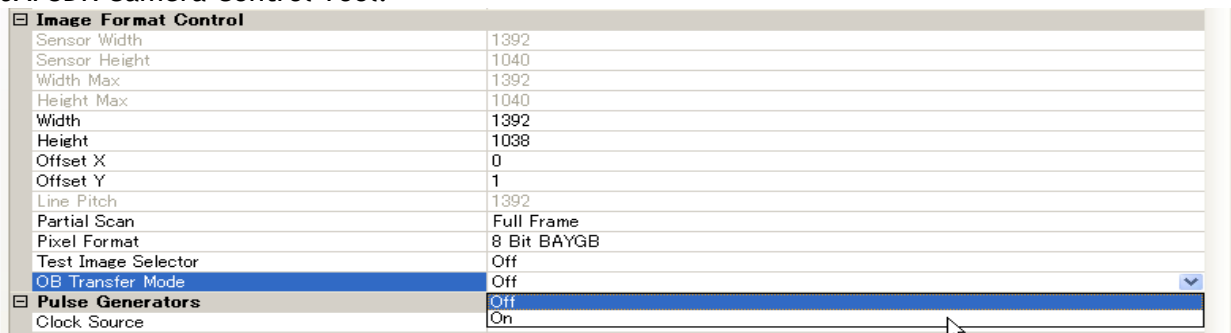 Image Format Control
Sensor Width 1392
Sensor Height 1040
Width Max 1392
Height Max 1040
Width 1392
Height 1038
Offset X 0
Offset Y 1
Line Pitch 1392
Partial Scan Full Frame
Pixel Format 8 Bit BAYGB
Test Image Selector Off
OB Transfer Mode Off
Pulse Generators Off
Clock Source On